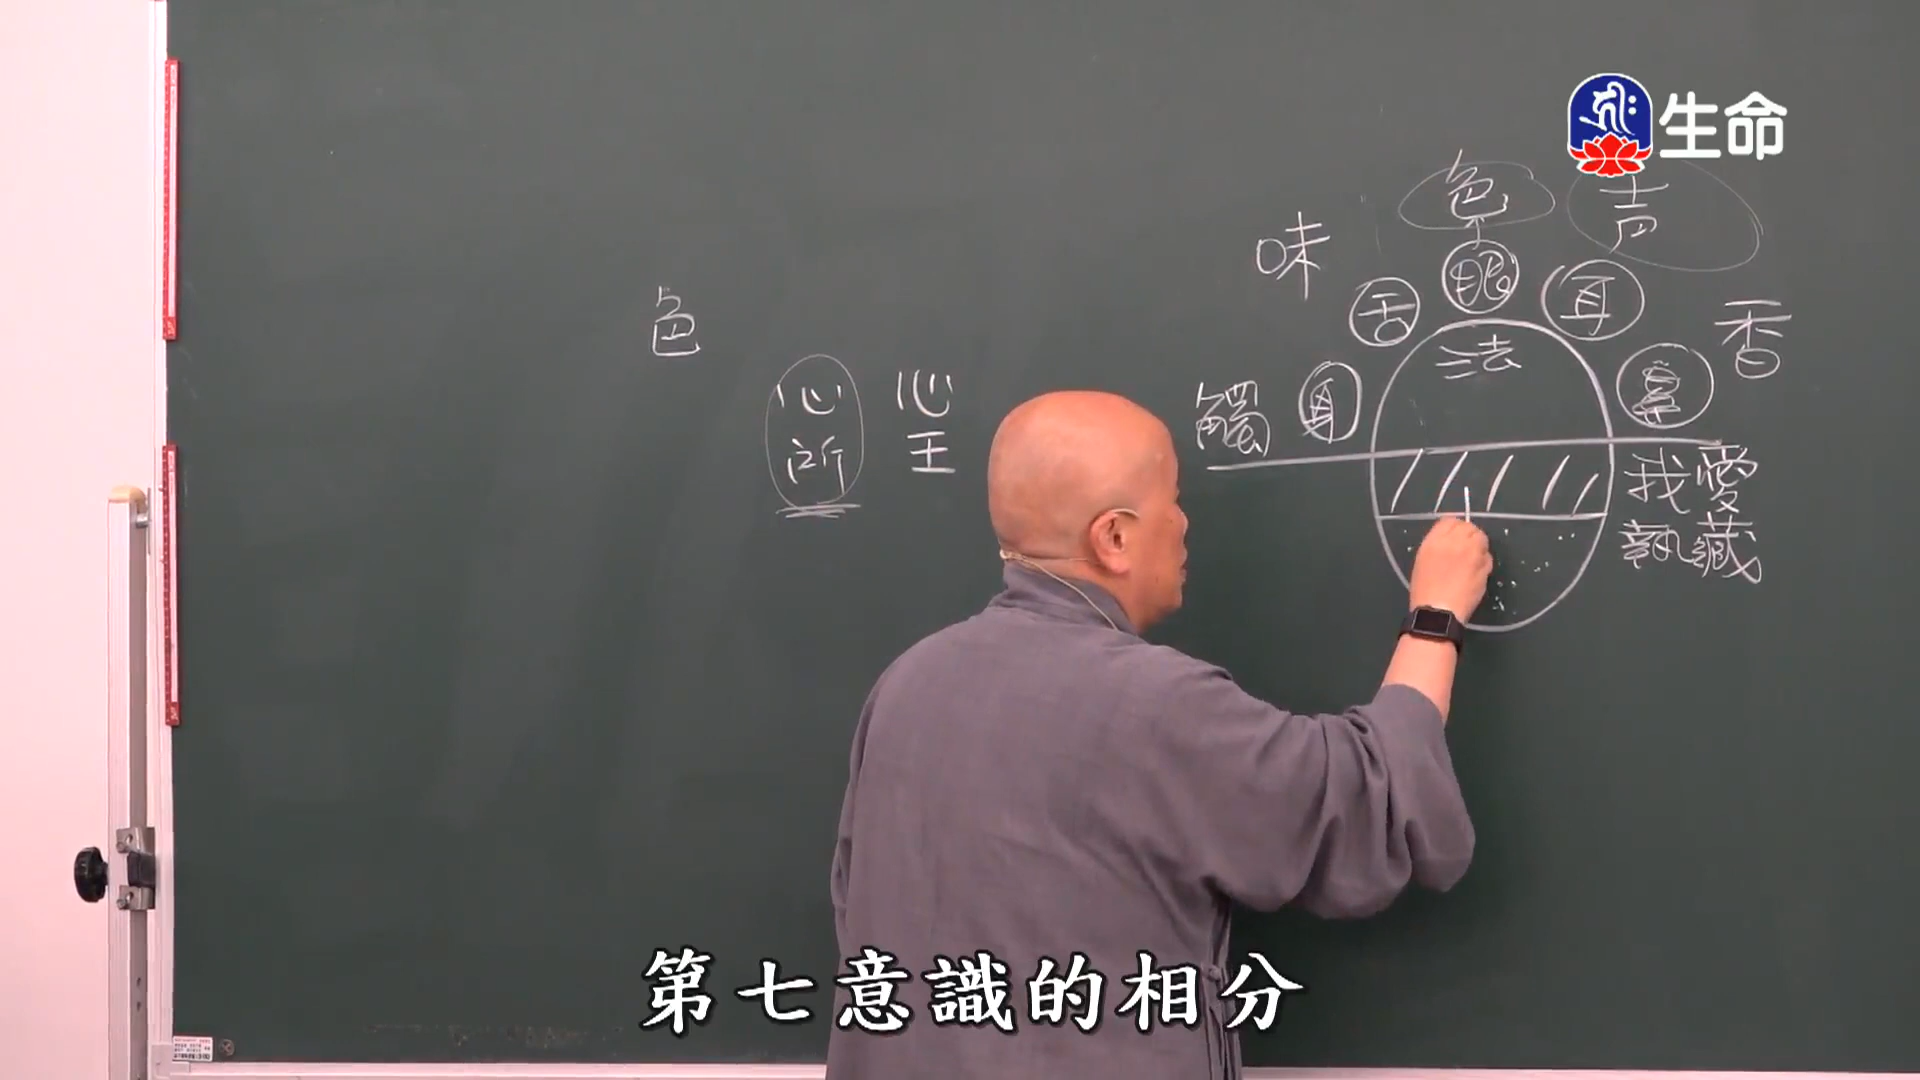 生命
色
声
味
眼
舌
耳
香
色
法
身
鼻
觸
心所
心王
我愛
執藏
第七意識的相分